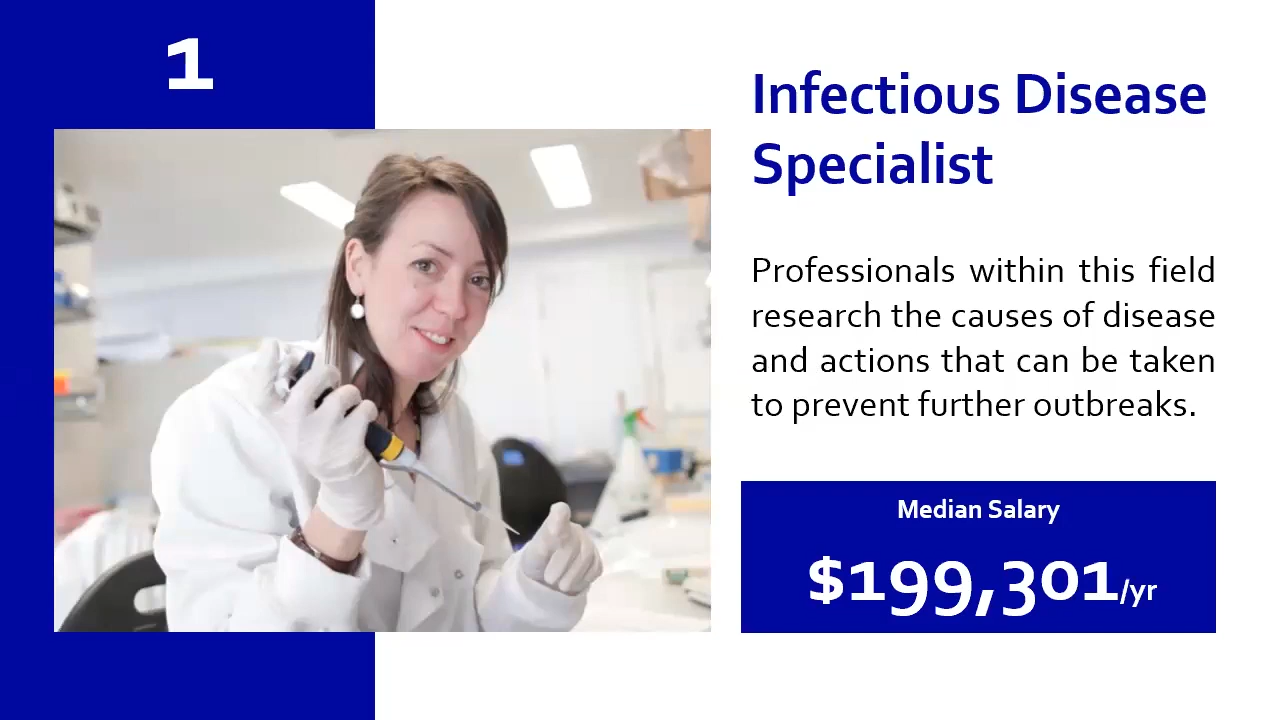 1
Infectious Disease
Specialist
Professionals within this field
research the causes of disease
and actions that can be taken
to prevent further outbreaks.
Median Salary
$199,301/yr